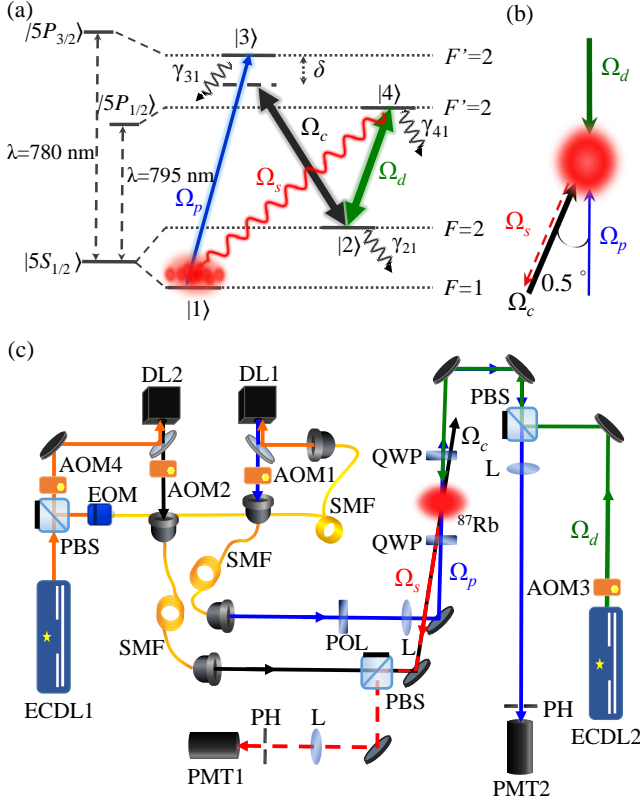 (a)
|5P3/2⟩
|3⟩
F'=2
γ31
δ
|5P1/2⟩
|4⟩
F'=2
λ=780 nm
λ=795 nm
Ωp
Ωs
Ωc
Ωd
γ41
|2⟩
F=2
γ21
|5S1/2⟩
|1⟩
F=1
(b)
Ωd
Ωs
Ωp
Ωc
0.5 °
(c)
DL2
DL1
AOM4
AOM2
AOM1
EOM
PBS
SMF
SMF
SMF
ECDL1
POL
L
PBS
PH
L
PMT1
QWP
QWP
Ωc
87Rb
Ωs
Ωp
PBS
L
Ωd
AOM3
PH
PMT2
ECDL2